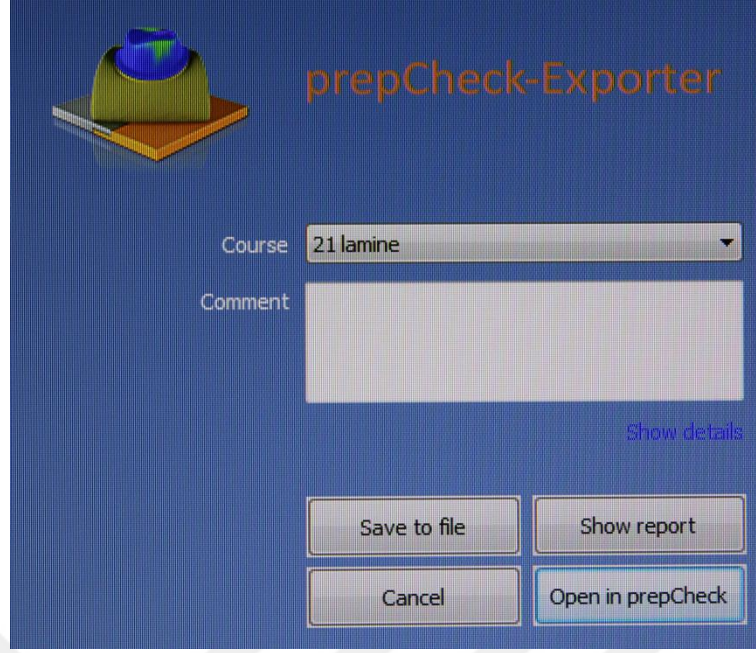 prepCheck-Exporter
Course 21 lamine
Comment
Show details
Save to file Show report
Cancel Open in prepCheck